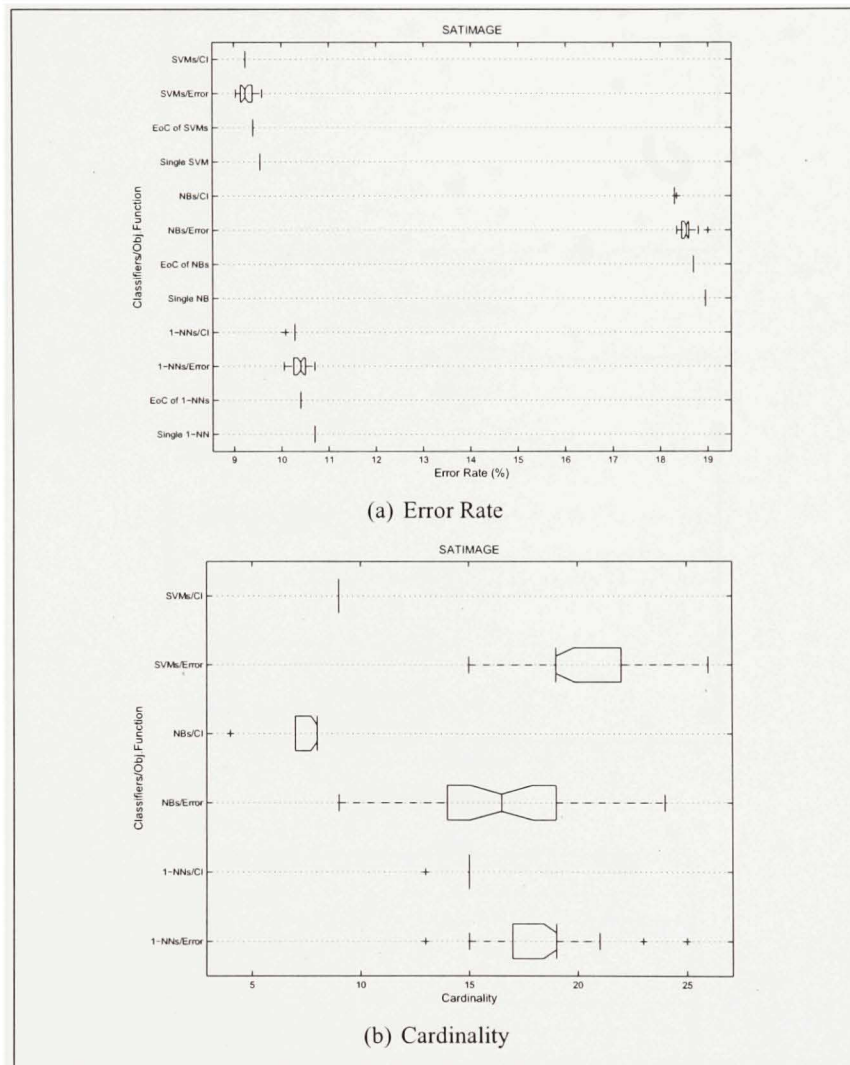 SATIMAGE
SVMs/CI
SVMs/Error
EoC of SVMs
Single SVM
NBs/CI
NBs/Error
EoC of NBs
Single NB
1-NNs/CI
1-NNs/Error
EoC of 1-NNs
Single 1-NN
Classifiers/Obj.Function
9 10 11 12 13 14 15 16 17 18 19
Error Rate (%)
(a) Error Rate
SATIMAGE
SVMs/CI
SVMs/Error
NBs/CI
NBs/Error
1-NNs/CI
1-NNs/Error
Classifiers/Obj.Function
5 10 15 20 25
Cardinality
(b) Cardinality